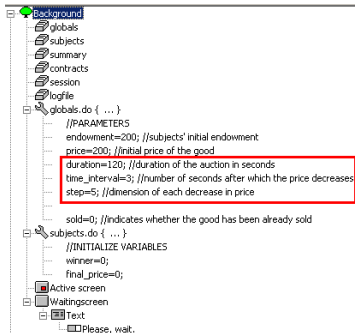 Background
globals
subjects
summary
contracts
session
logfile
globals.do { ... }
//PARAMETERS
endowment=200; //subjects' initial endowment
price=200; //initial price of the good
duration=120; //duration of the auction in seconds
time_interval=3; //number of seconds after which the price decreases
step=5; //dimension of each decrease in price
sold=0; //indicates whether the good has been already sold
subjects.do { ... }
//INITIALIZE VARIABLES
winner=0;
final_price=0;
Active screen
Waitingscreen
Text
Please, wait.